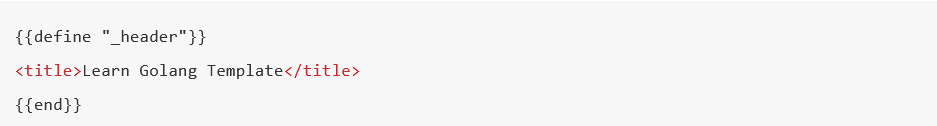 {{define "_header"}}
<title>Learn Golang Template</title>
{{end}}